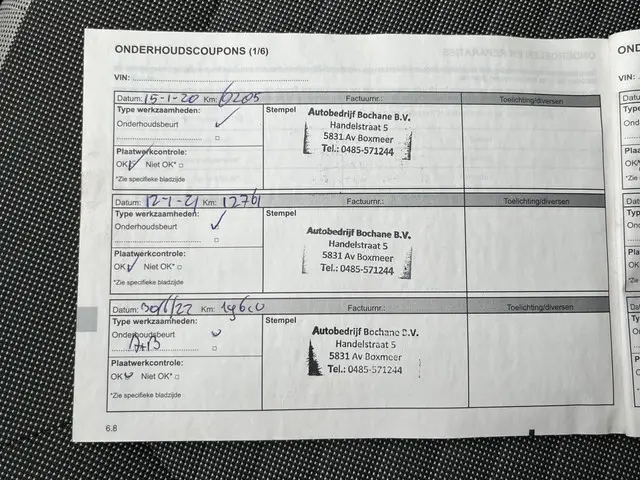 ONDERHOUDSCOUPONS (1/6)
VIN:
Datum: 15-1-20 Km: 6205 Factuurnr.: Toelichting/diversen
Type werkzaamheden: Stempel
Onderhoudsbeurt
Autobedrijf Bochane B.V.
Handelstraat 5
5831 Av Boxmeer
Tel.: 0485-571244
Plaatwerkcontrole:
OK Niet OK*
*Zie specifieke bladzijde
Datum: 12-1-21 Km: 12761 Factuurnr.: Toelichting/diversen
Type werkzaamheden: Stempel
Onderhoudsbeurt
Autobedrijf Bochane B.V.
Handelstraat 5
5831 AV Boxmeer
Tel.: 0485-571244
Plaatwerkcontrole:
OK Niet OK*
*Zie specifieke bladzijde
Datum: 30/6/22 Km: 19600 Factuurnr.: Toelichting/diversen
Type werkzaamheden: Stempel
Onderhoudsbeurt
A+B
Autobedrijf Bochane B.V.
Handelstraat 5
5831 AV Boxmeer
Tel.: 0485-571244
Plaatwerkcontrole:
OK Niet OK*
*Zie specifieke bladzijde
6.8